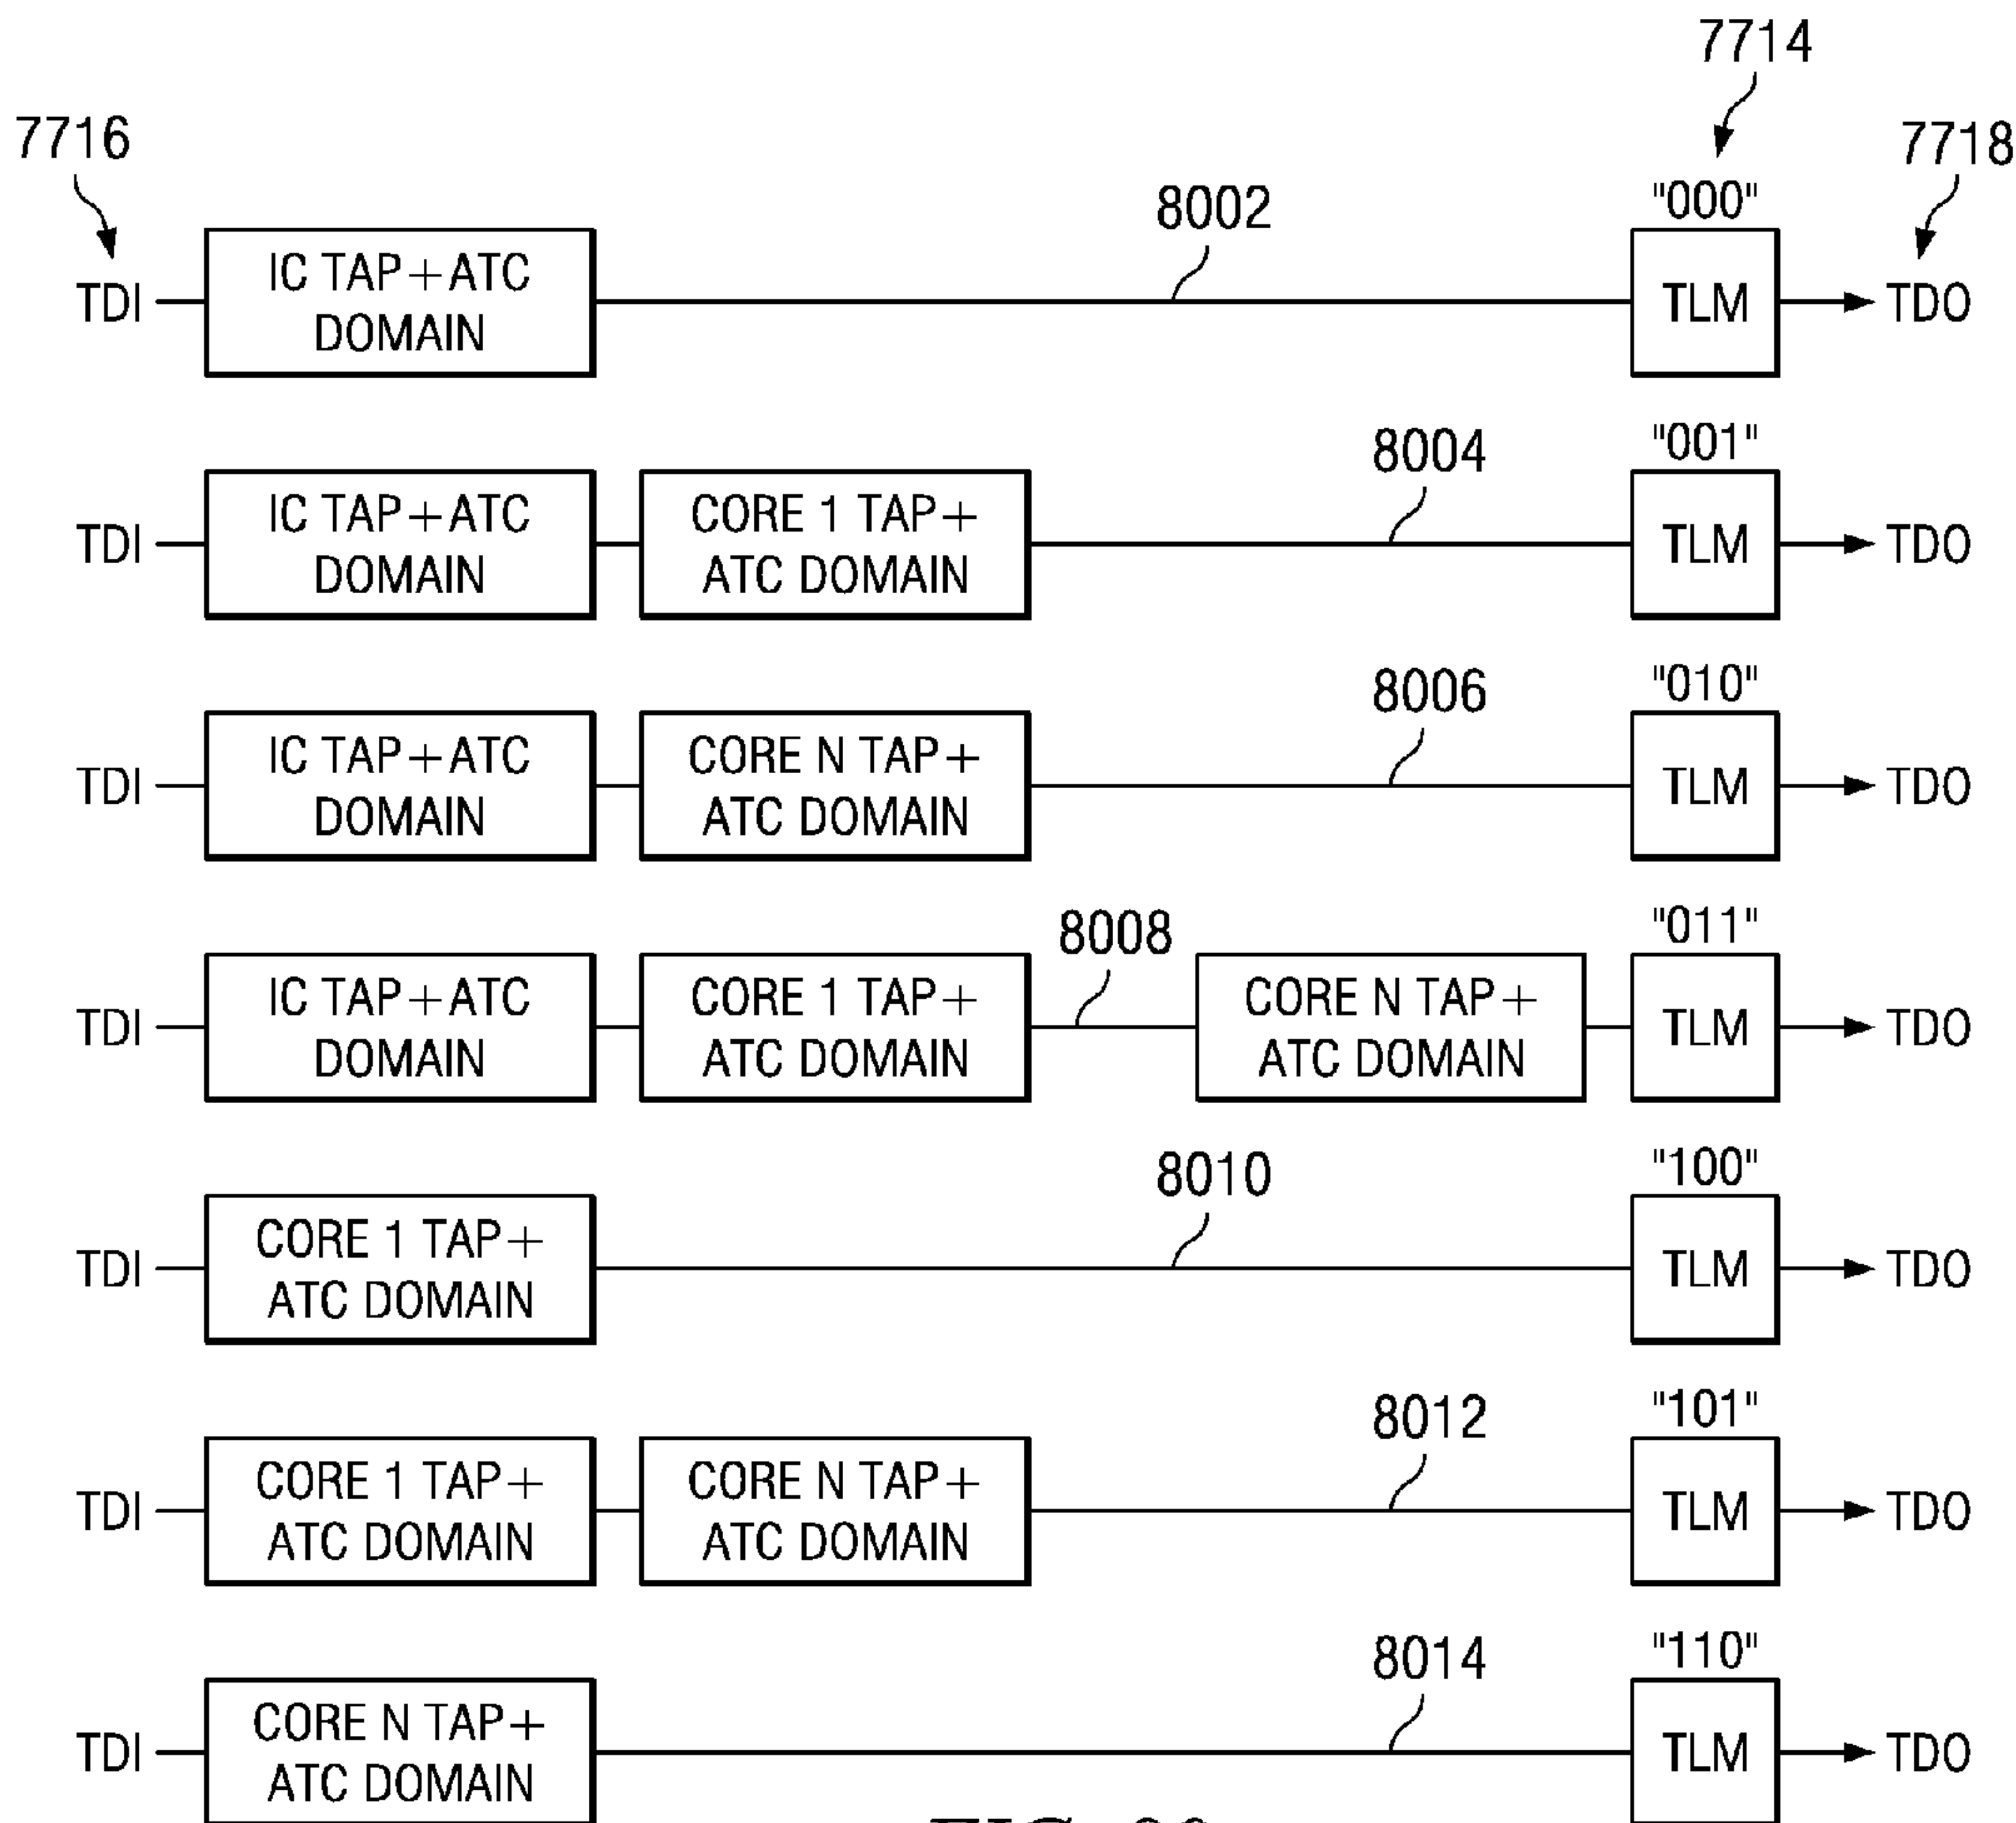 7714
7716
7718
8002
"000"
TDI
IC TAP+ATC
DOMAIN
TLM
TDO
8004
"001"
TDI
IC TAP+ATC
DOMAIN
CORE 1 TAP+
ATC DOMAIN
TLM
TDO
8006
"010"
TDI
IC TAP+ATC
DOMAIN
CORE N TAP+
ATC DOMAIN
TLM
TDO
8008
"011"
TDI
IC TAP+ATC
DOMAIN
CORE 1 TAP+
ATC DOMAIN
CORE N TAP+
ATC DOMAIN
TLM
TDO
8010
"100"
TDI
CORE 1 TAP+
ATC DOMAIN
TLM
TDO
8012
"101"
TDI
CORE 1 TAP+
ATC DOMAIN
CORE N TAP+
ATC DOMAIN
TLM
TDO
8014
"110"
TDI
CORE N TAP+
ATC DOMAIN
TLM
TDO